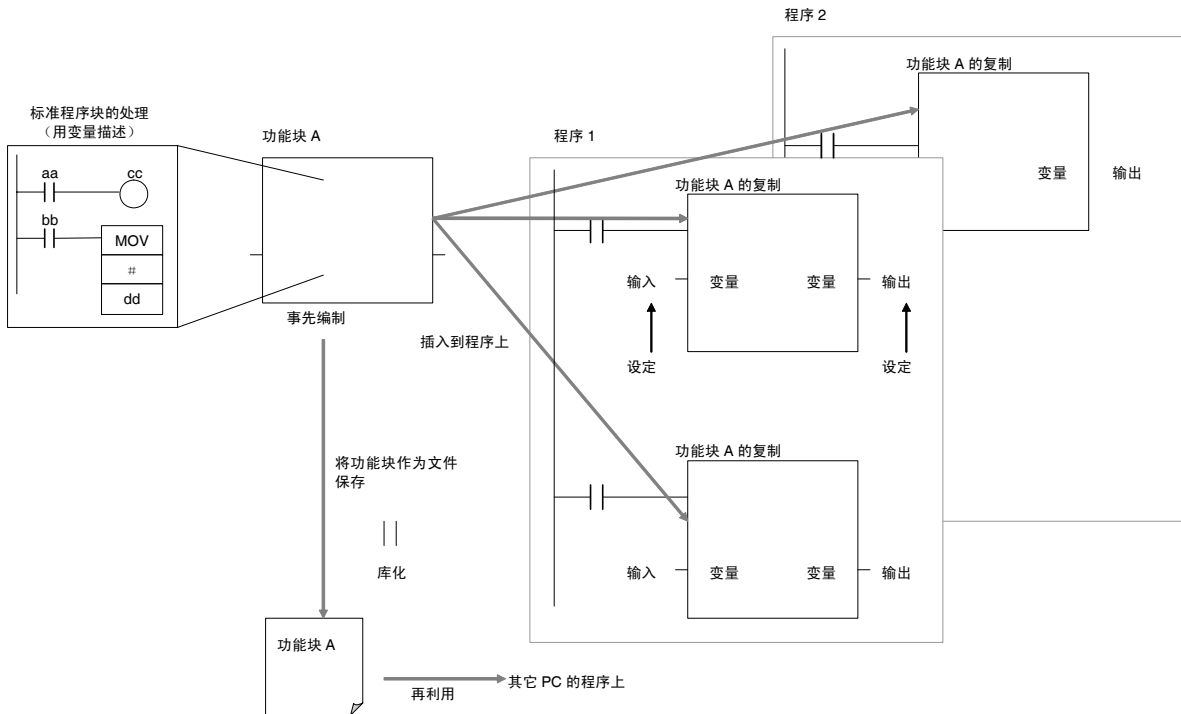 程序 2
功能块 A 的复制
标准程序块的处理
（用变量描述）
功能块 A
程序 1
aa
cc
bb
MOV
#
dd
变量
输出
功能块 A 的复制
输入
变量
变量
输出
设定
设定
事先编制
插入到程序上
功能块 A 的复制
将功能块作为文件
保存
库化
输入
变量
变量
输出
功能块 A
再利用
其它 PC 的程序上